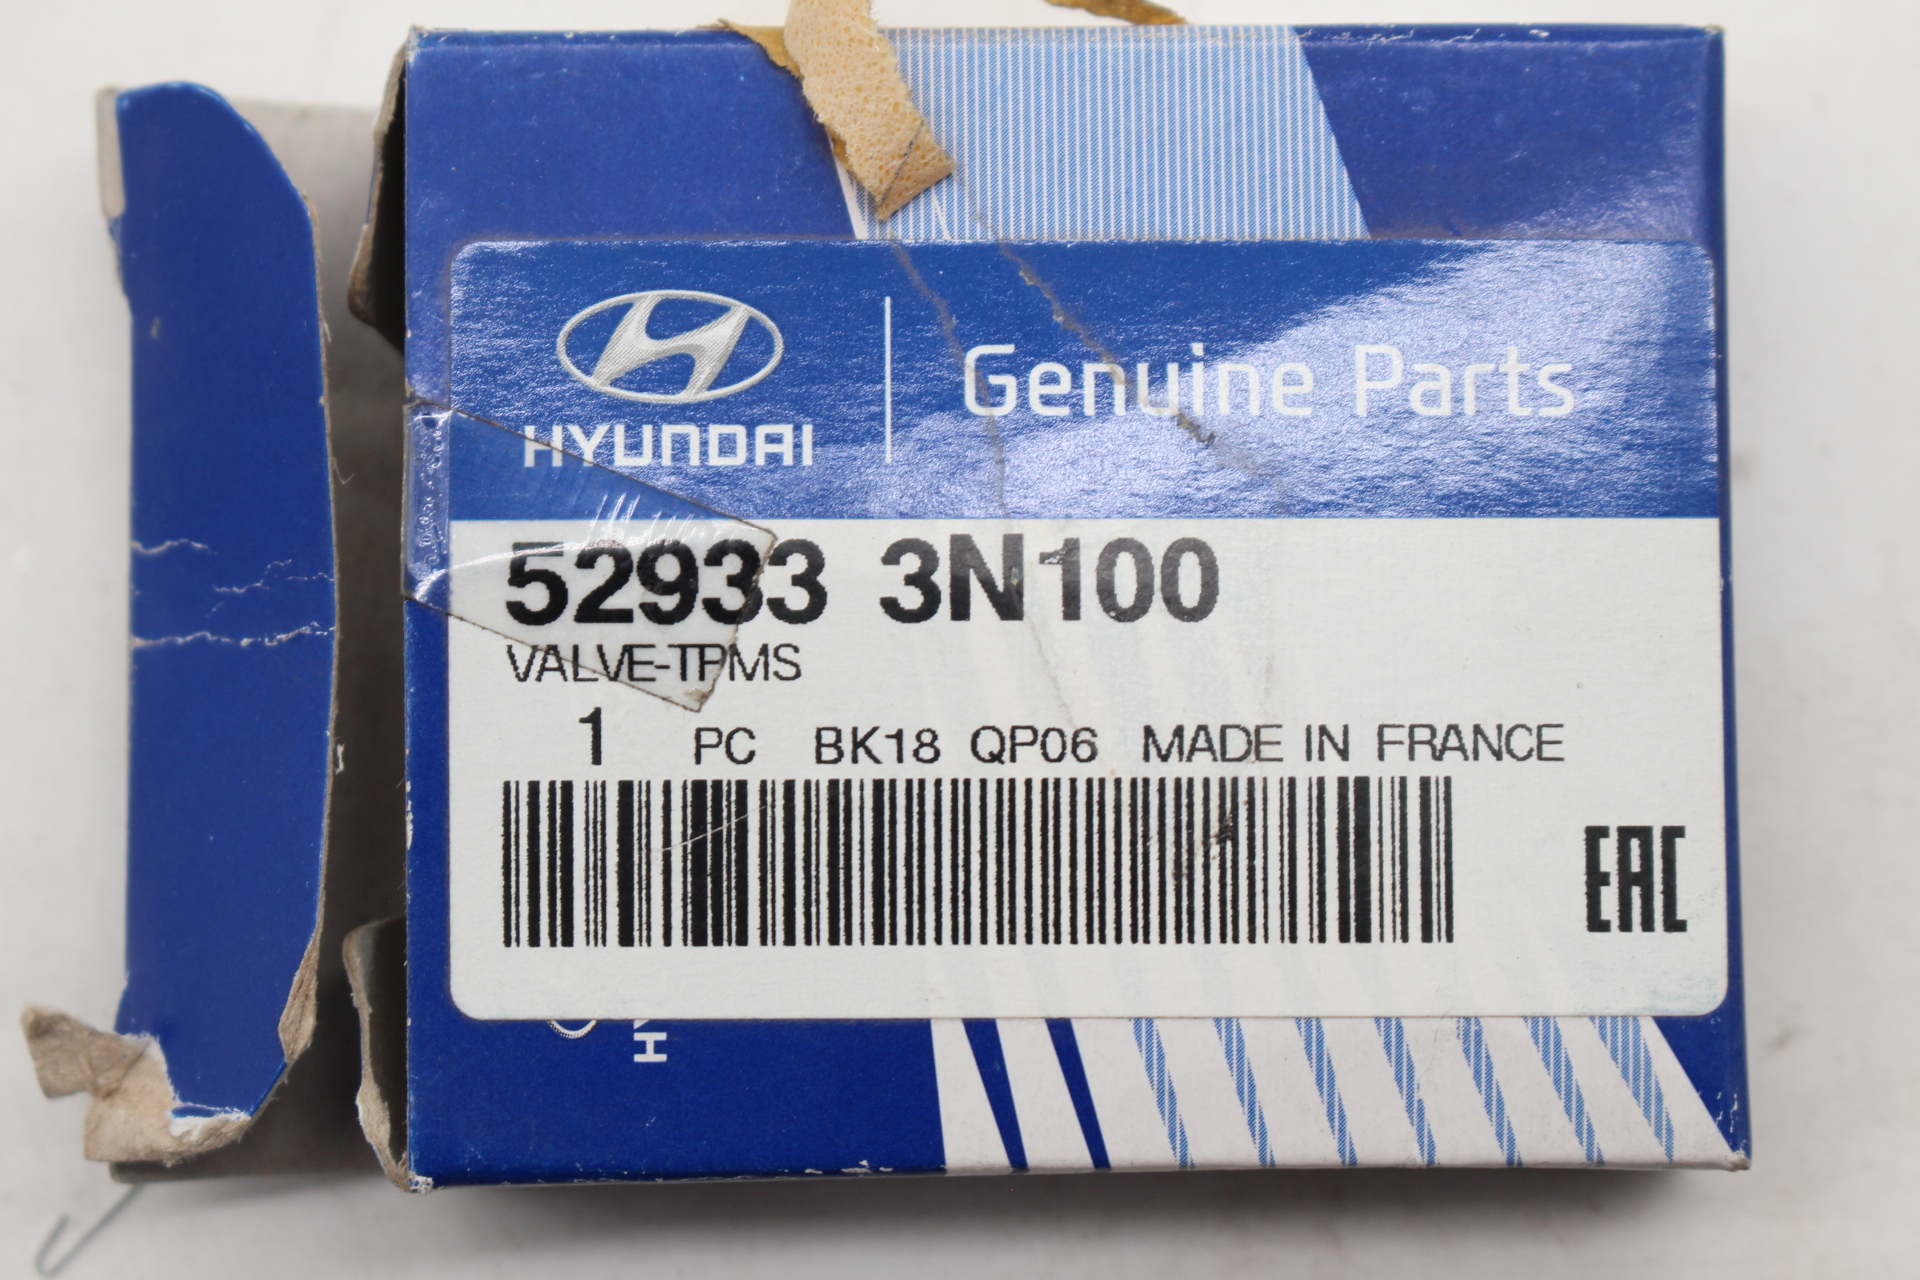 HYUNDAI
Genuine Parts
52933 3N100
VALVE-TPMS
1 PC BK18 QP06 MADE IN FRANCE
EAC